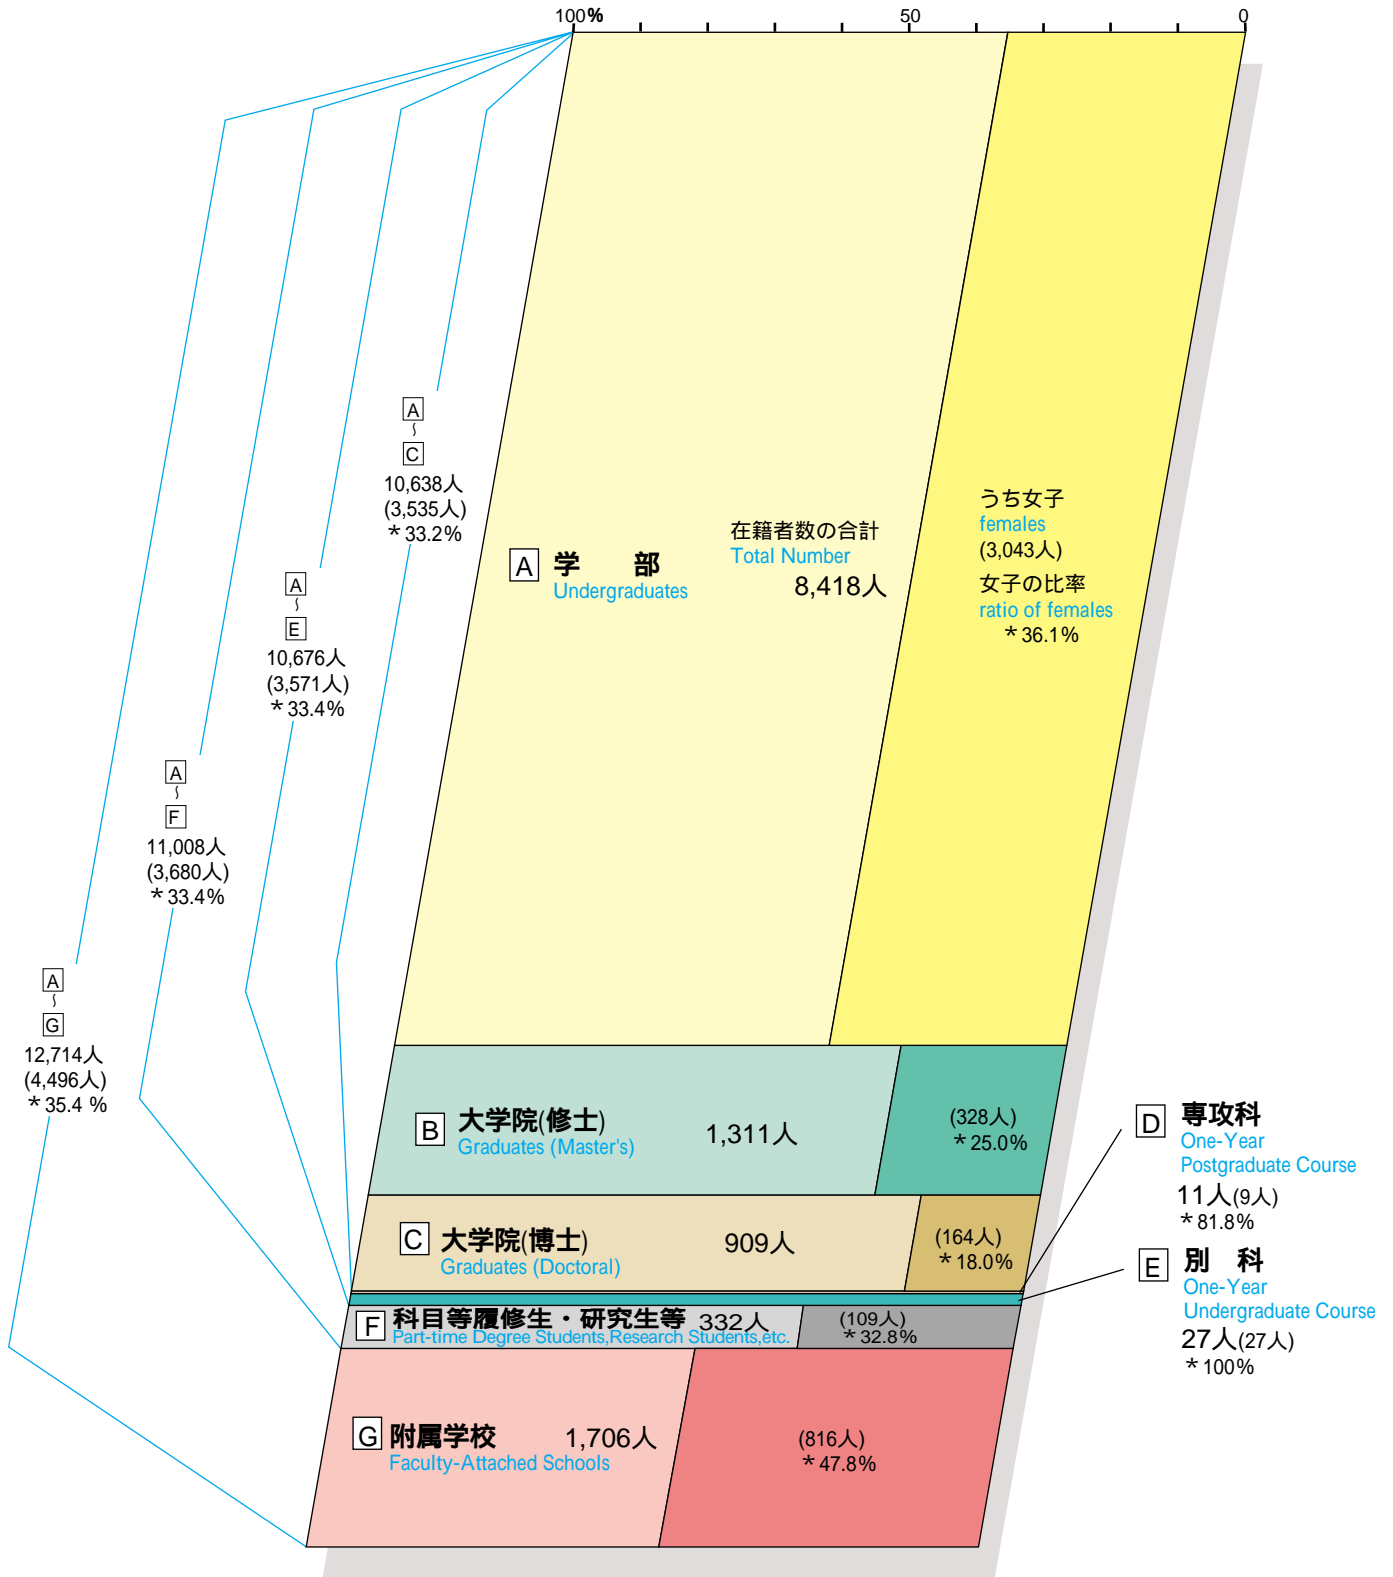 100%
50
0
A
〜
C
10,638人
(3,535人)
*33.2%
A
〜
E
10,676人
(3,571人)
*33.4%
A
〜
F
11,008人
(3,680人)
*33.4%
A
〜
G
12,714人
(4,496人)
*35.4 %
A 学 部
Undergraduates
在籍者数の合計
Total Number
8,418人
うち女子
females
(3,043人)
女子の比率
ratio of females
*36.1%
B 大学院(修士)
Graduates (Master's)
1,311人
(328人)
*25.0%
C 大学院(博士)
Graduates (Doctoral)
909人
(164人)
*18.0%
D 専攻科
One-Year
Postgraduate Course
11人(9人)
*81.8%
E 別 科
One-Year
Undergraduate Course
27人(27人)
*100%
F 科目等履修生・研究生等 332人
Part-time Degree Students,Research Students,etc.
(109人)
*32.8%
G 附属学校 1,706人
Faculty-Attached Schools
(816人)
*47.8%